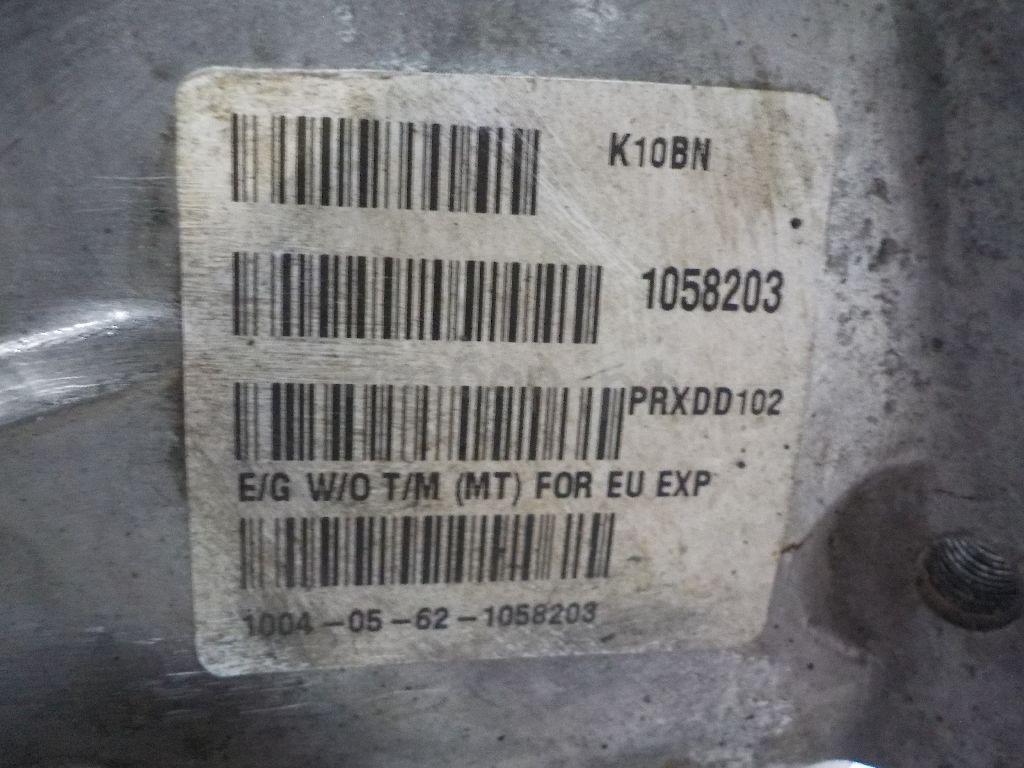 K10BN
1058203
PRXDD102
E/G W/O T/M (MT) FOR EU EXP
1004-05-62-1058203